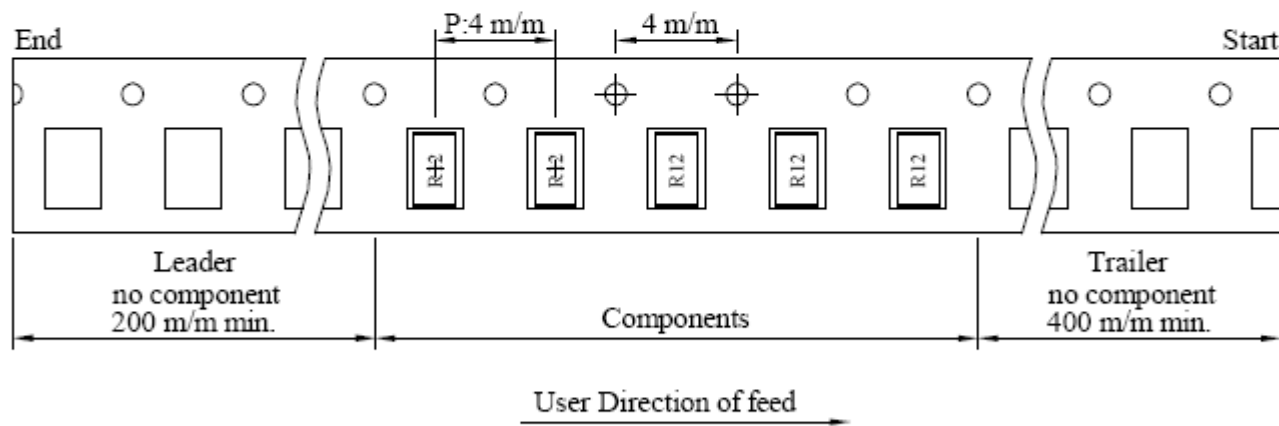 P:4 m/m
4 m/m
End
Start
R12
R12
R12
R12
R12
Leader
no component
200 m/m min.
Components
Trailer
no component
400 m/m min.
User Direction of feed